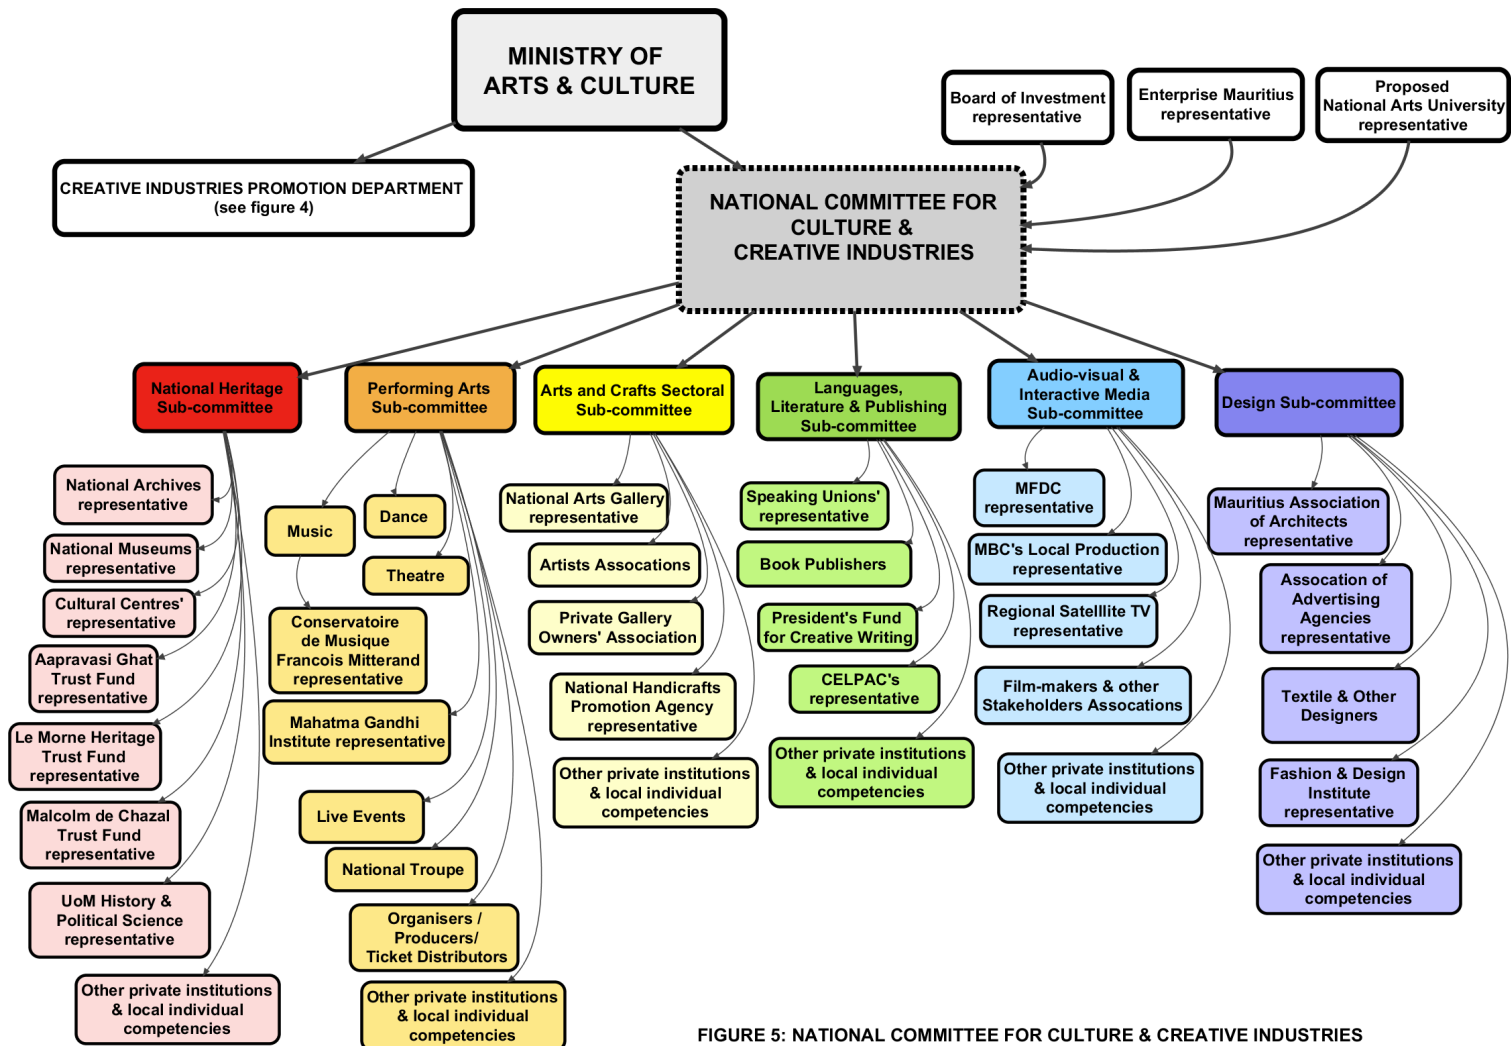 MINISTRY OF
ARTS & CULTURE
Board of Investment
representative
Enterprise Mauritius
representative
Proposed
National Arts University
representative
CREATIVE INDUSTRIES PROMOTION DEPARTMENT
(see figure 4)
NATIONAL C0MMITTEE FOR
CULTURE &
CREATIVE INDUSTRIES
National Heritage
Sub-committee
National Archives
representative
National Museums
representative
Cultural Centres'
representative
Aapravasi Ghat
Trust Fund
representative
Le Morne Heritage
Trust Fund
representative
Malcolm de Chazal
Trust Fund
representative
UoM History &
Political Science
representative
Other private institutions
& local individual
competencies
Performing Arts
Sub-committee
Music
Dance
Theatre
Conservatoire
de Musique
Francois Mitterand
representative
Mahatma Gandhi
Institute representative
Live Events
National Troupe
Organisers /
Producers/
Ticket Distributors
Other private institutions
& local individual
competencies
Arts and Crafts Sectoral
Sub-committee
National Arts Gallery
representative
Artists Assocations
Private Gallery
Owners' Association
National Handicrafts
Promotion Agency
representative
Other private institutions
& local individual
competencies
Languages,
Literature & Publishing
Sub-committee
Speaking Unions'
representative
Book Publishers
President's Fund
for Creative Writing
CELPAC's
representative
Other private institutions
& local individual
competencies
Audio-visual &
Interactive Media
Sub-committee
MFDC
representative
MBC's Local Production
representative
Regional Satelllite TV
representative
Film-makers & other
Stakeholders Assocations
Other private institutions
& local individual
competencies
Design Sub-committee
Mauritius Association
of Architects
representative
Assocation of
Advertising
Agencies
representative
Textile & Other
Designers
Fashion & Design
Institute
representative
Other private institutions
& local individual
competencies
FIGURE 5: NATIONAL COMMITTEE FOR CULTURE & CREATIVE INDUSTRIES